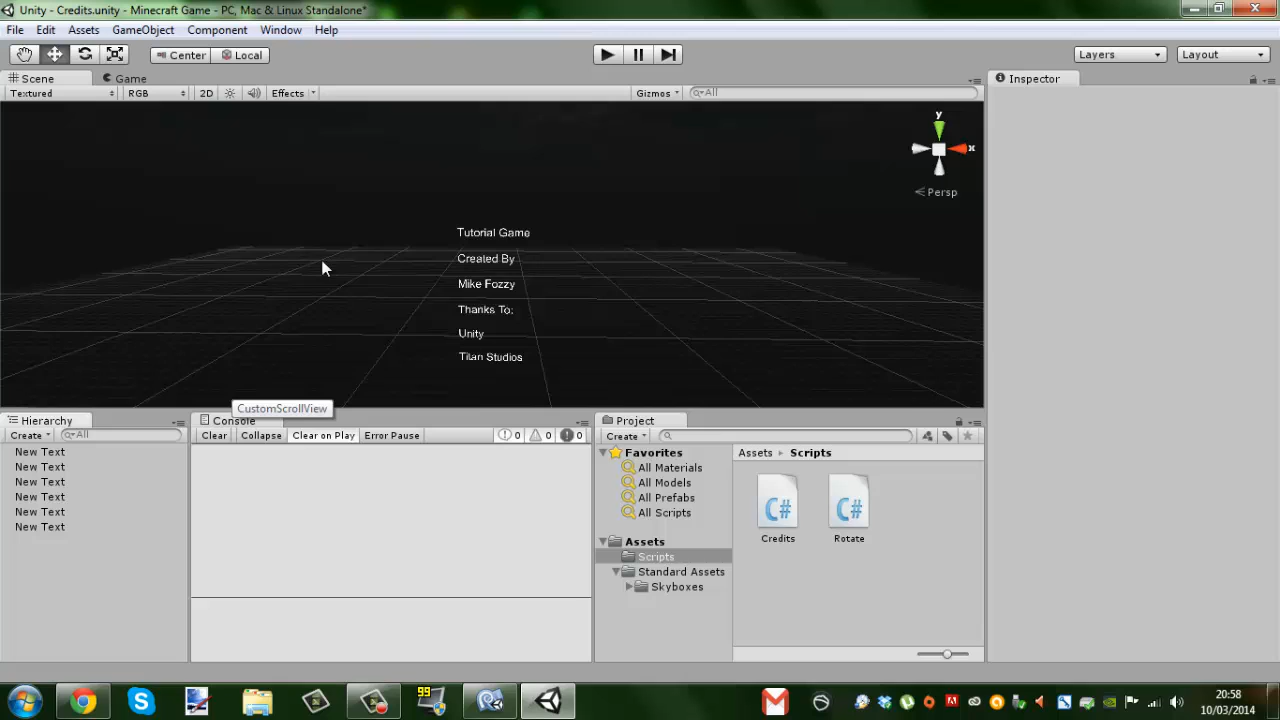 Unity - Credits.unity - Minecraft Game - PC, Mac & Linux Standalone*
File Edit Assets GameObject Component Window Help
Center Local Layers Layout
Scene Game Inspector
Textured RGB 2D Effects Gizmos All
y
x
Persp
Tutorial Game
Created By
Mike Fozzy
Thanks To:
Unity
Titan Studios
CustomScrollView
Hierarchy Console Project
Create All Clear Collapse Clear on Play Error Pause 0 0 0 Create
New Text
New Text
New Text
New Text
New Text
New Text
Favorites
All Materials
All Models
All Prefabs
All Scripts
Assets
Scripts
Standard Assets
Skyboxes
Assets Scripts
C# C#
Credits Rotate
99
20:58
10/03/2014